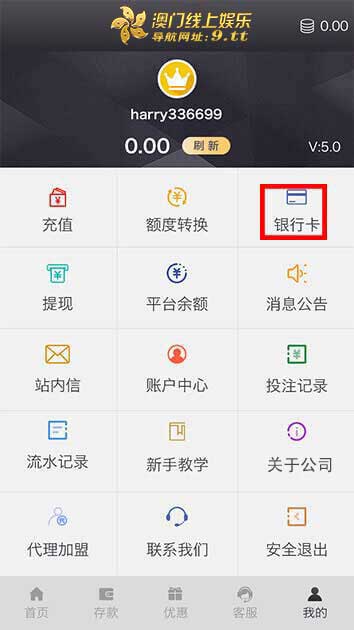 澳门线上娱乐
导航网址:9.tt
0.00
harry336699
0.00 刷新
V:5.0
充值 额度转换 银行卡
提现 平台余额 消息公告
站内信 账户中心 投注记录
流水记录 新手教学 关于公司
代理加盟 联系我们 安全退出
首页 存款 优惠 客服 我的